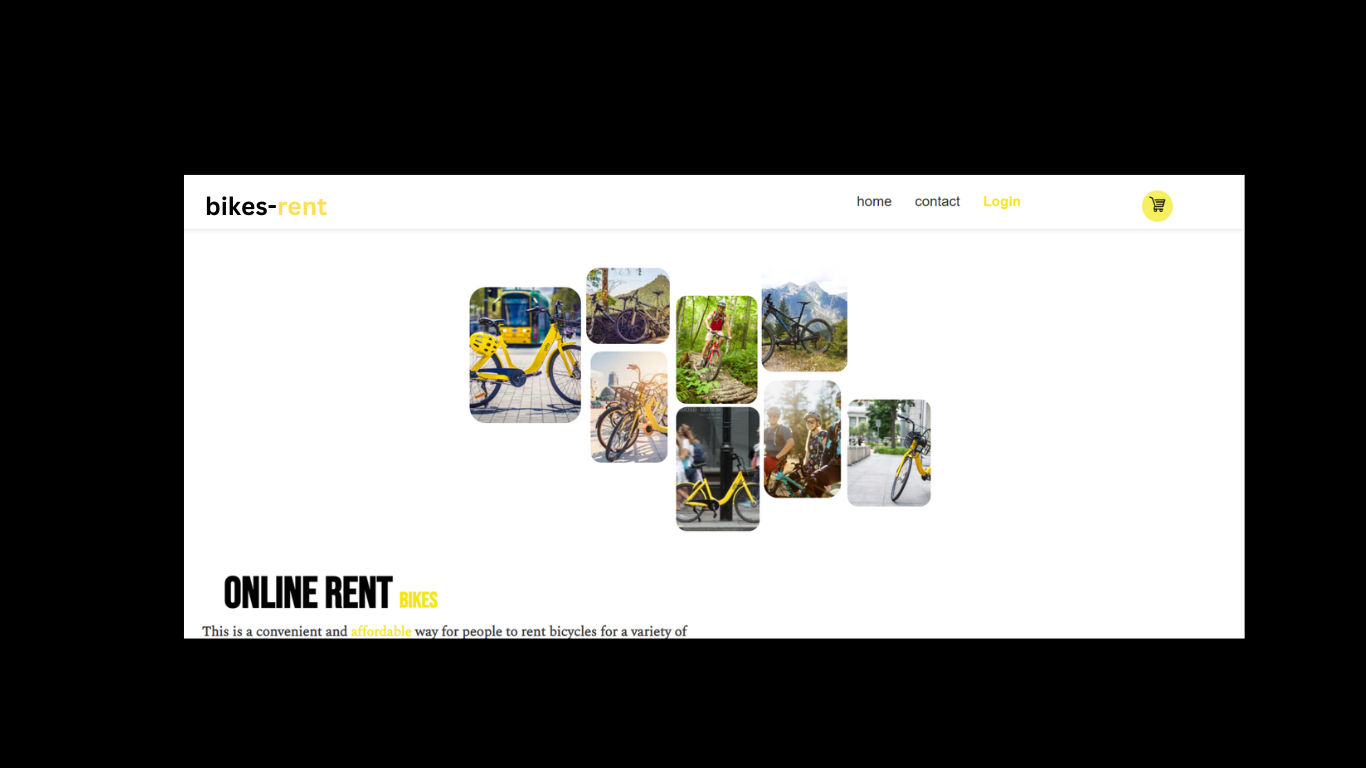 bikes-rent
home contact Login
ONLINE RENT BIKES
This is a convenient and affordable way for people to rent bicycles for a variety of